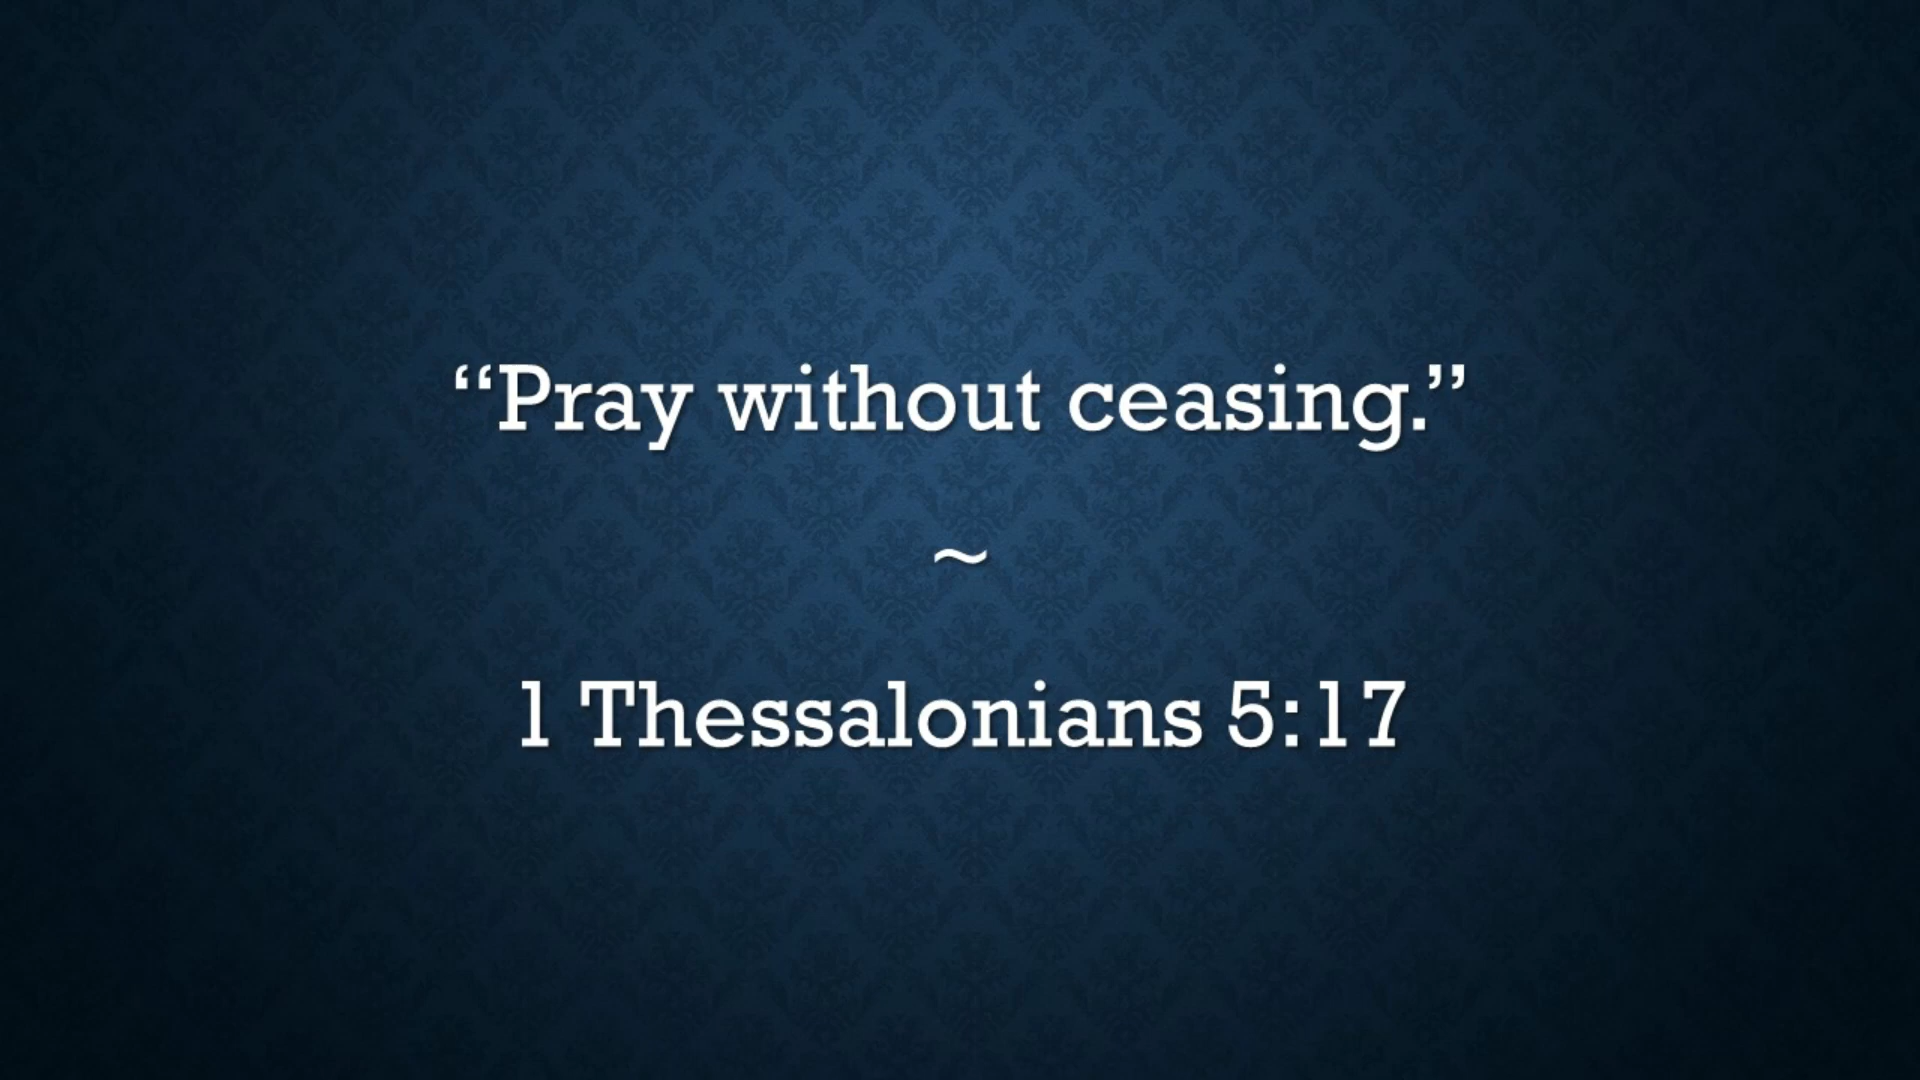 “Pray without ceasing.”
~
1 Thessalonians 5:17